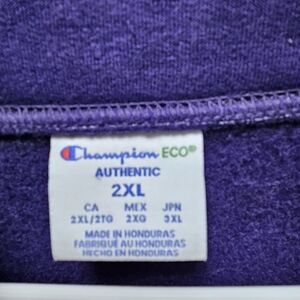 Champion ECO®
AUTHENTIC
2XL
CA MEX JPN
2XL/2TG 2XG 3XL
MADE IN HONDURAS
FABRIQUÉ AU HONDURAS
HECHO EN HONDURAS